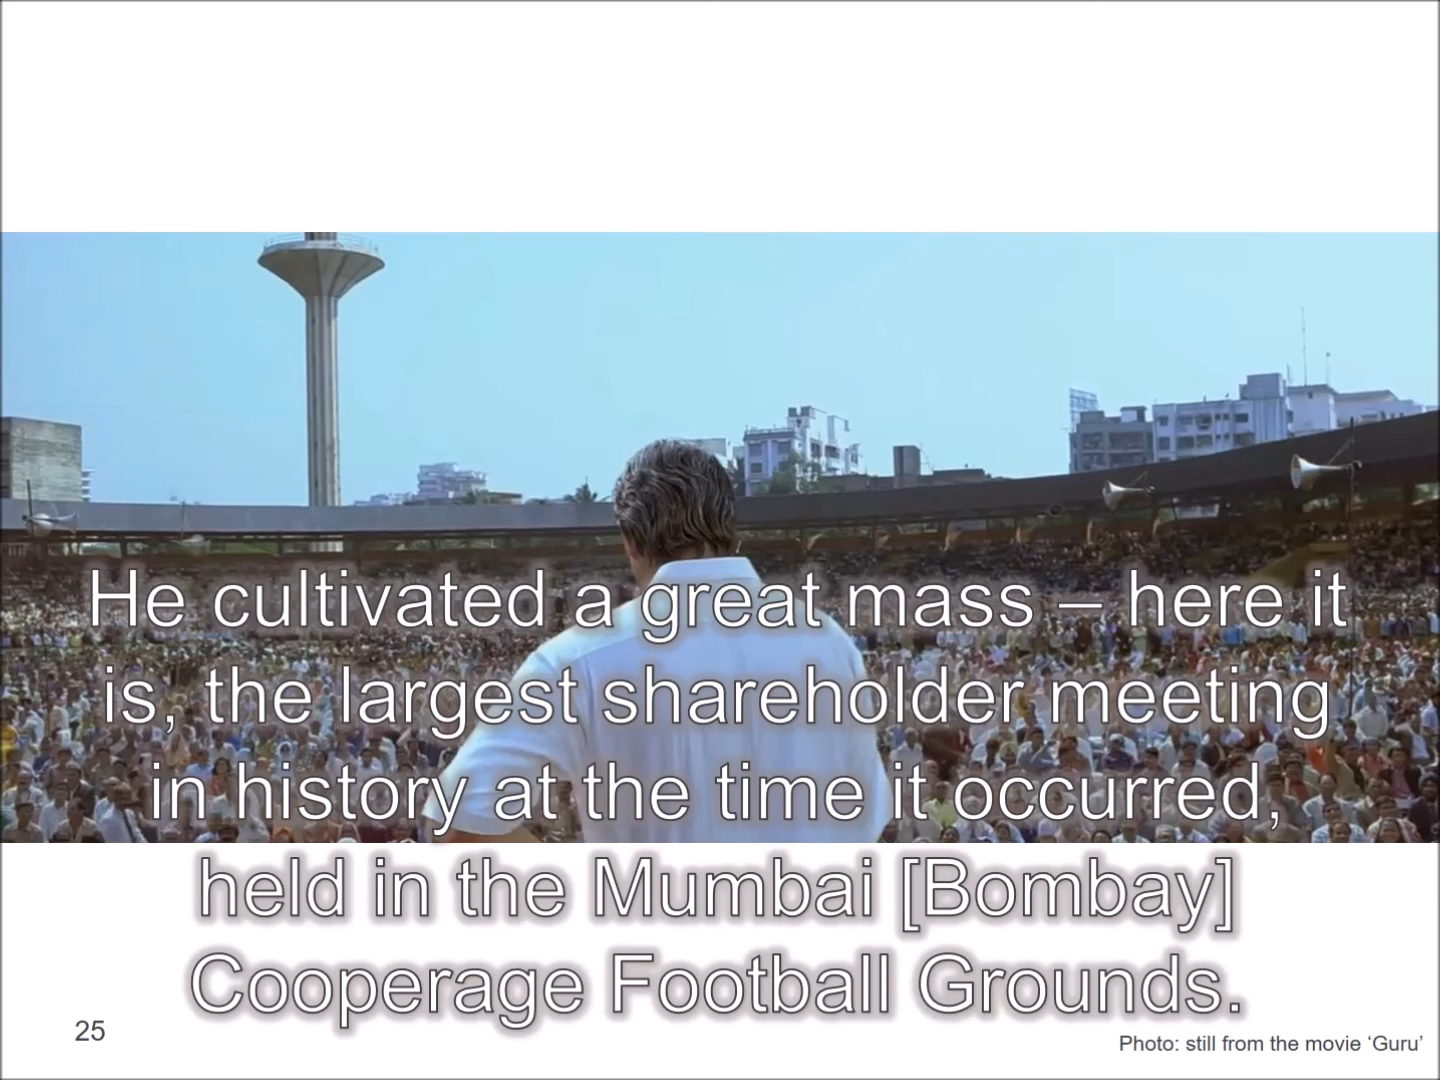 He cultivated a great mass – here it
is, the largest shareholder meeting
in history at the time it occurred,
held in the Mumbai [Bombay]
Cooperage Football Grounds.
25
Photo: still from the movie ‘Guru’